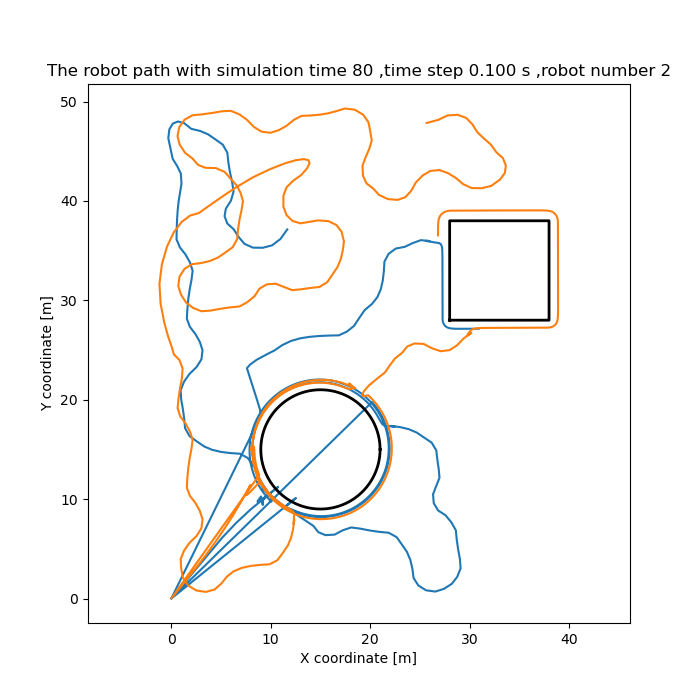 The robot path with simulation time 80 ,time step 0.100 s ,robot number 2
50
40
30
20
10
0
Y coordinate [m]
0 10 20 30 40
X coordinate [m]